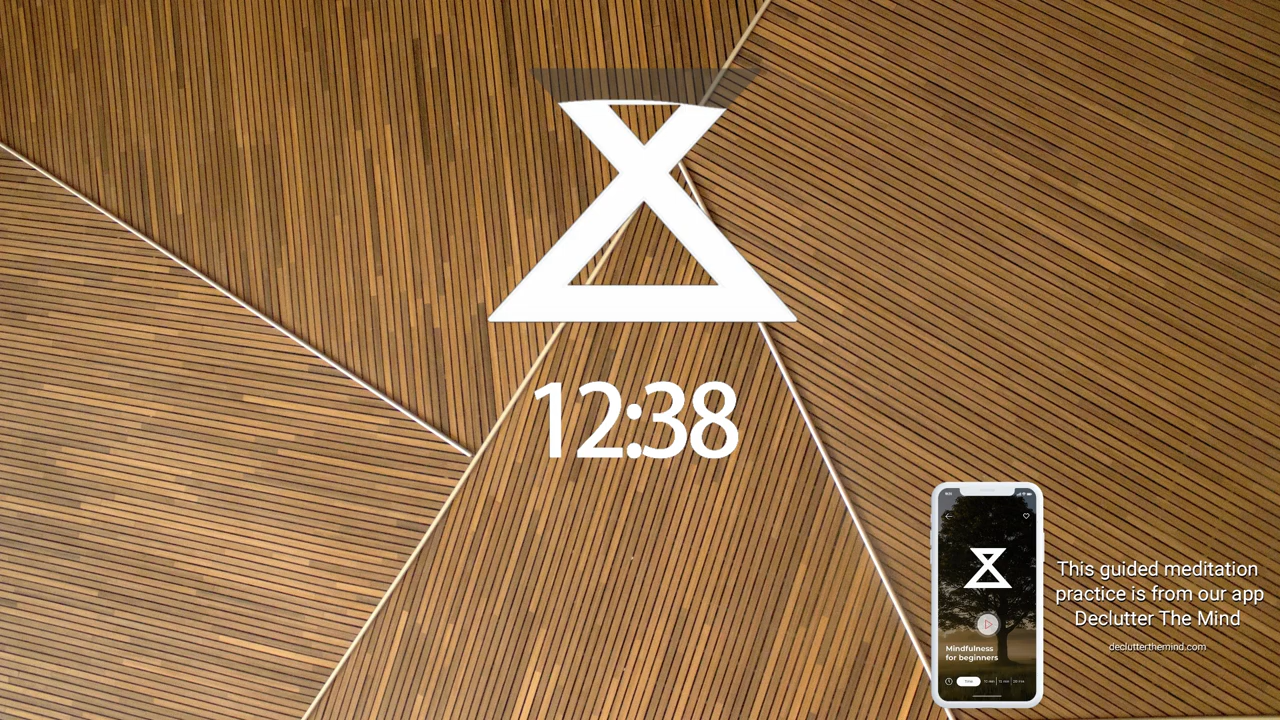 12:38
This guided meditation
practice is from our app
Declutter The Mind
declutterthemind.com
Mindfulness
for beginners